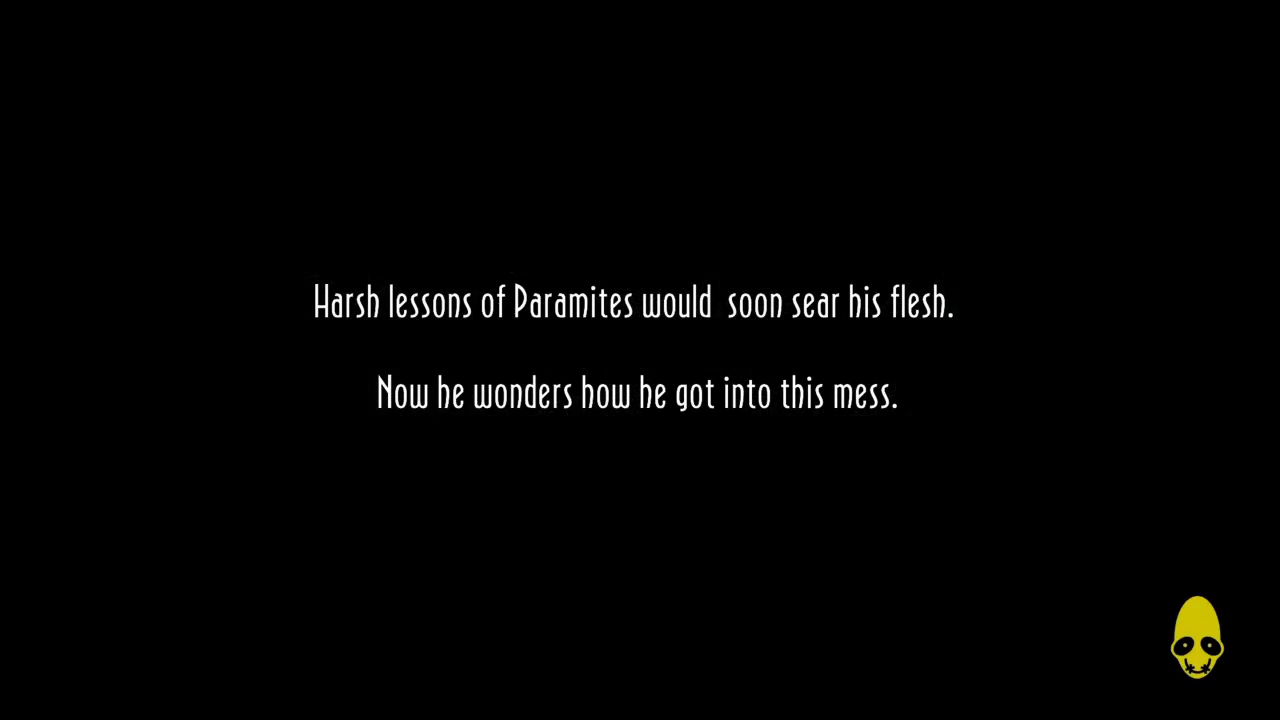 Harsh lessons of Paramites would  soon sear his flesh.
Now he wonders how he got into this mess.